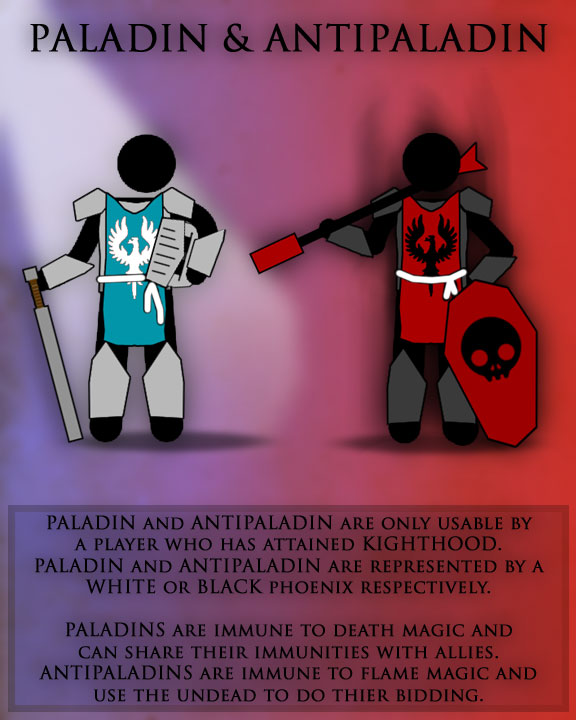 PALADIN & ANTIPALADIN
PALADIN AND ANTIPALADIN ARE ONLY USABLE BY
A PLAYER WHO HAS ATTAINED KIGHTHOOD.
PALADIN AND ANTIPALADIN ARE REPRESENTED BY A
WHITE OR BLACK PHOENIX RESPECTIVELY.
PALADINS ARE IMMUNE TO DEATH MAGIC AND
CAN SHARE THEIR IMMUNITIES WITH ALLIES.
ANTIPALADINS ARE IMMUNE TO FLAME MAGIC AND
USE THE UNDEAD TO DO THIER BIDDING.